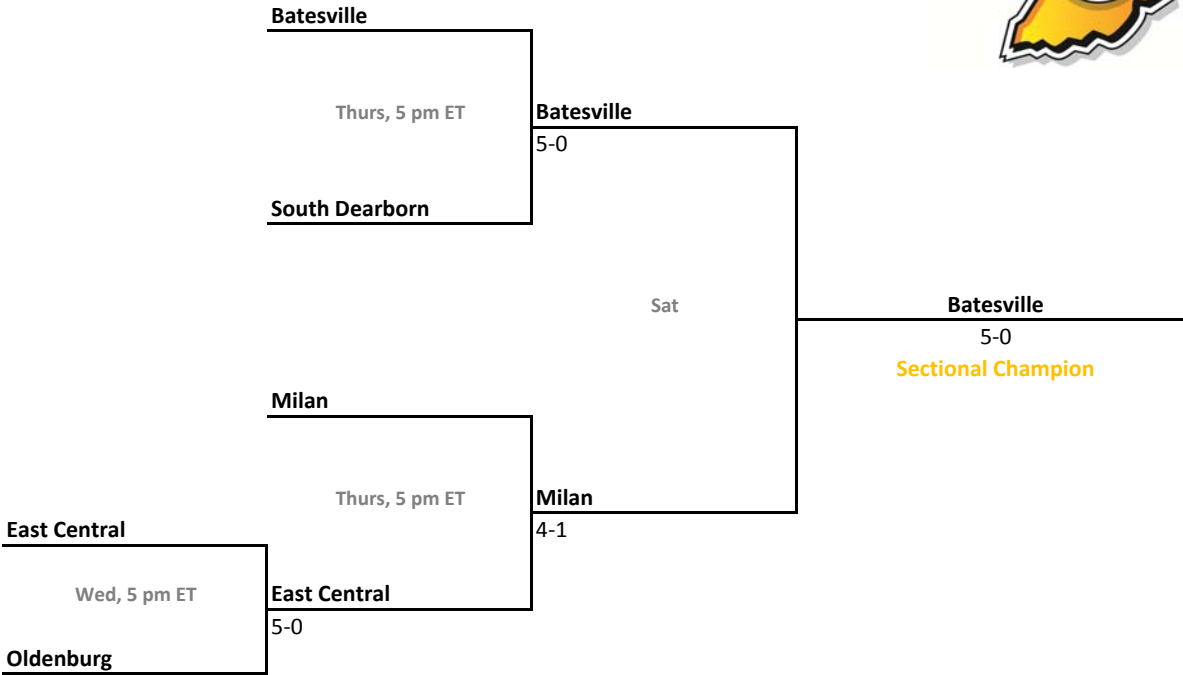 Batesville
Thurs, 5 pm ET
Batesville
5-0
South Dearborn
Sat
Batesville
5-0
Sectional Champion
Milan
Thurs, 5 pm ET
Milan
4-1
East Central
Wed, 5 pm ET
East Central
5-0
Oldenburg